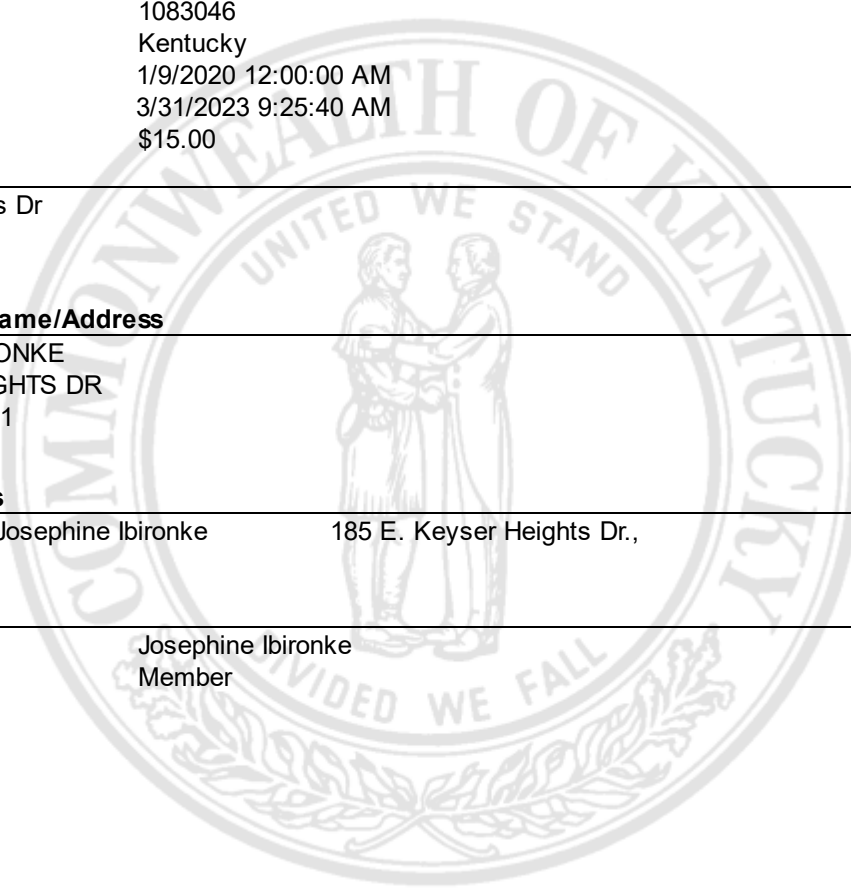 1083046
Kentucky
1/9/2020 12:00:00 AM
3/31/2023 9:25:40 AM
$15.00
s Dr
ame/Address
ONKE
GHTS DR
1
s
Josephine Ibironke 185 E. Keyser Heights Dr.,
Josephine Ibironke
Member
COMMONWEALTH OF KENTUCKY
UNITED WE STAND
DIVIDED WE FALL